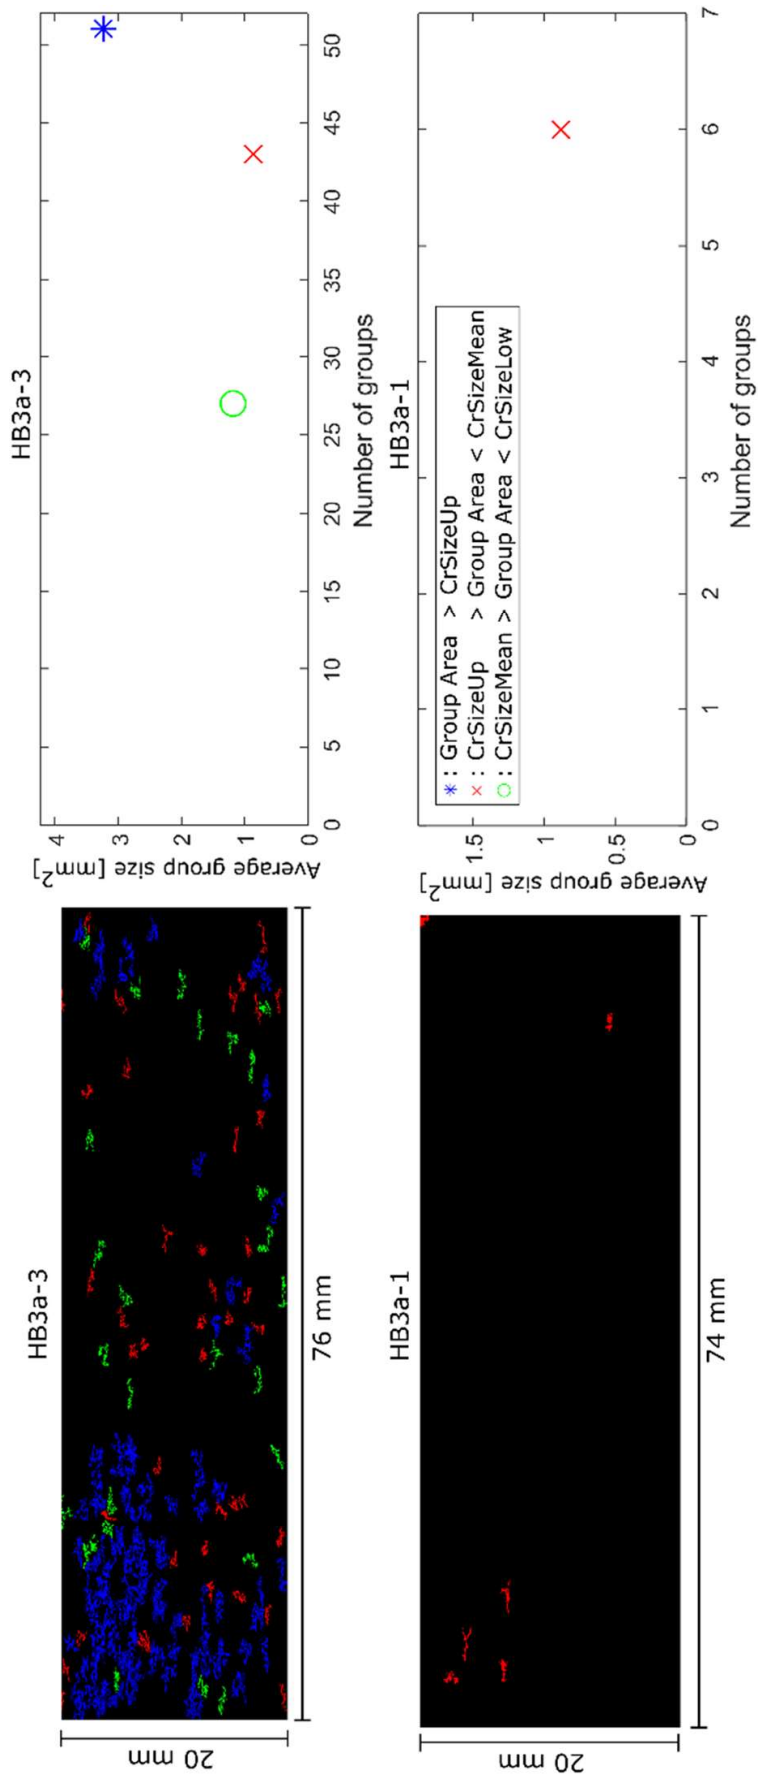 HB3a-3
20 mm
76 mm
HB3a-3
Average group size [mm²]
4
3
2
1
0
0 5 10 15 20 25 30 35 40 45 50
Number of groups
HB3a-1
20 mm
74 mm
HB3a-1
Average group size [mm²]
1.5
1
0.5
0
* : Group Area > CrSizeUp
× : CrSizeUp > Group Area < CrSizeMean
○ : CrSizeMean > Group Area < CrSizeLow
0 1 2 3 4 5 6 7
Number of groups